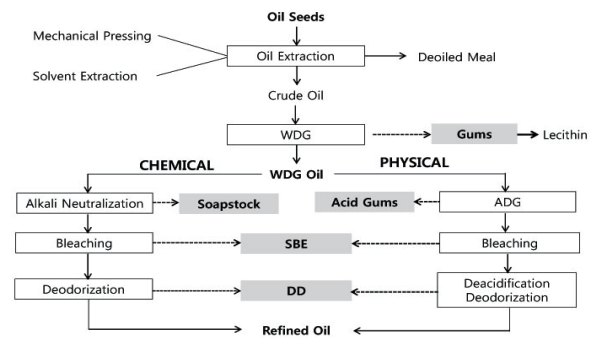 Oil Seeds
Mechanical Pressing
Oil Extraction
Deoiled Meal
Solvent Extraction
Crude Oil
WDG
Gums
Lecithin
CHEMICAL
WDG Oil
PHYSICAL
Alkali Neutralization
Soapstock
Acid Gums
ADG
Bleaching
SBE
Bleaching
Deodorization
DD
Deacidification
Deodorization
Refined Oil